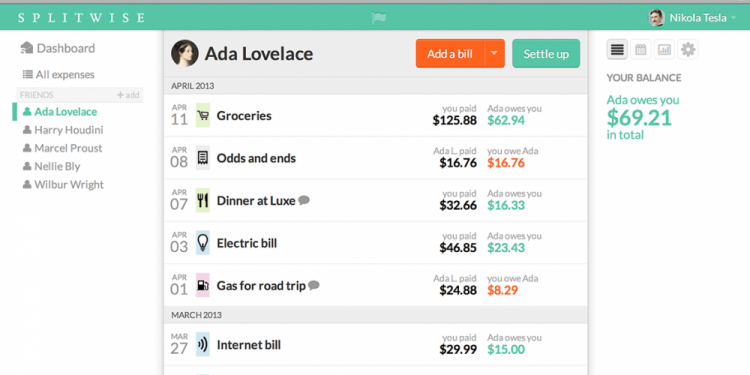 SPLITWISE
Nikola Tesla
Dashboard
All expenses
FRIENDS + add
Ada Lovelace
Harry Houdini
Marcel Proust
Nellie Bly
Wilbur Wright
Ada Lovelace
Add a bill
Settle up
APRIL 2013
APR 11 Groceries you paid $125.88 Ada owes you $62.94
APR 08 Odds and ends Ada L. paid $16.76 you owe Ada $16.76
APR 07 Dinner at Luxe you paid $32.66 Ada owes you $16.33
APR 03 Electric bill you paid $46.85 Ada owes you $23.43
APR 01 Gas for road trip Ada L. paid $24.88 you owe Ada $8.29
MARCH 2013
MAR 27 Internet bill you paid $29.99 Ada owes you $15.00
YOUR BALANCE
Ada owes you
$69.21
in total